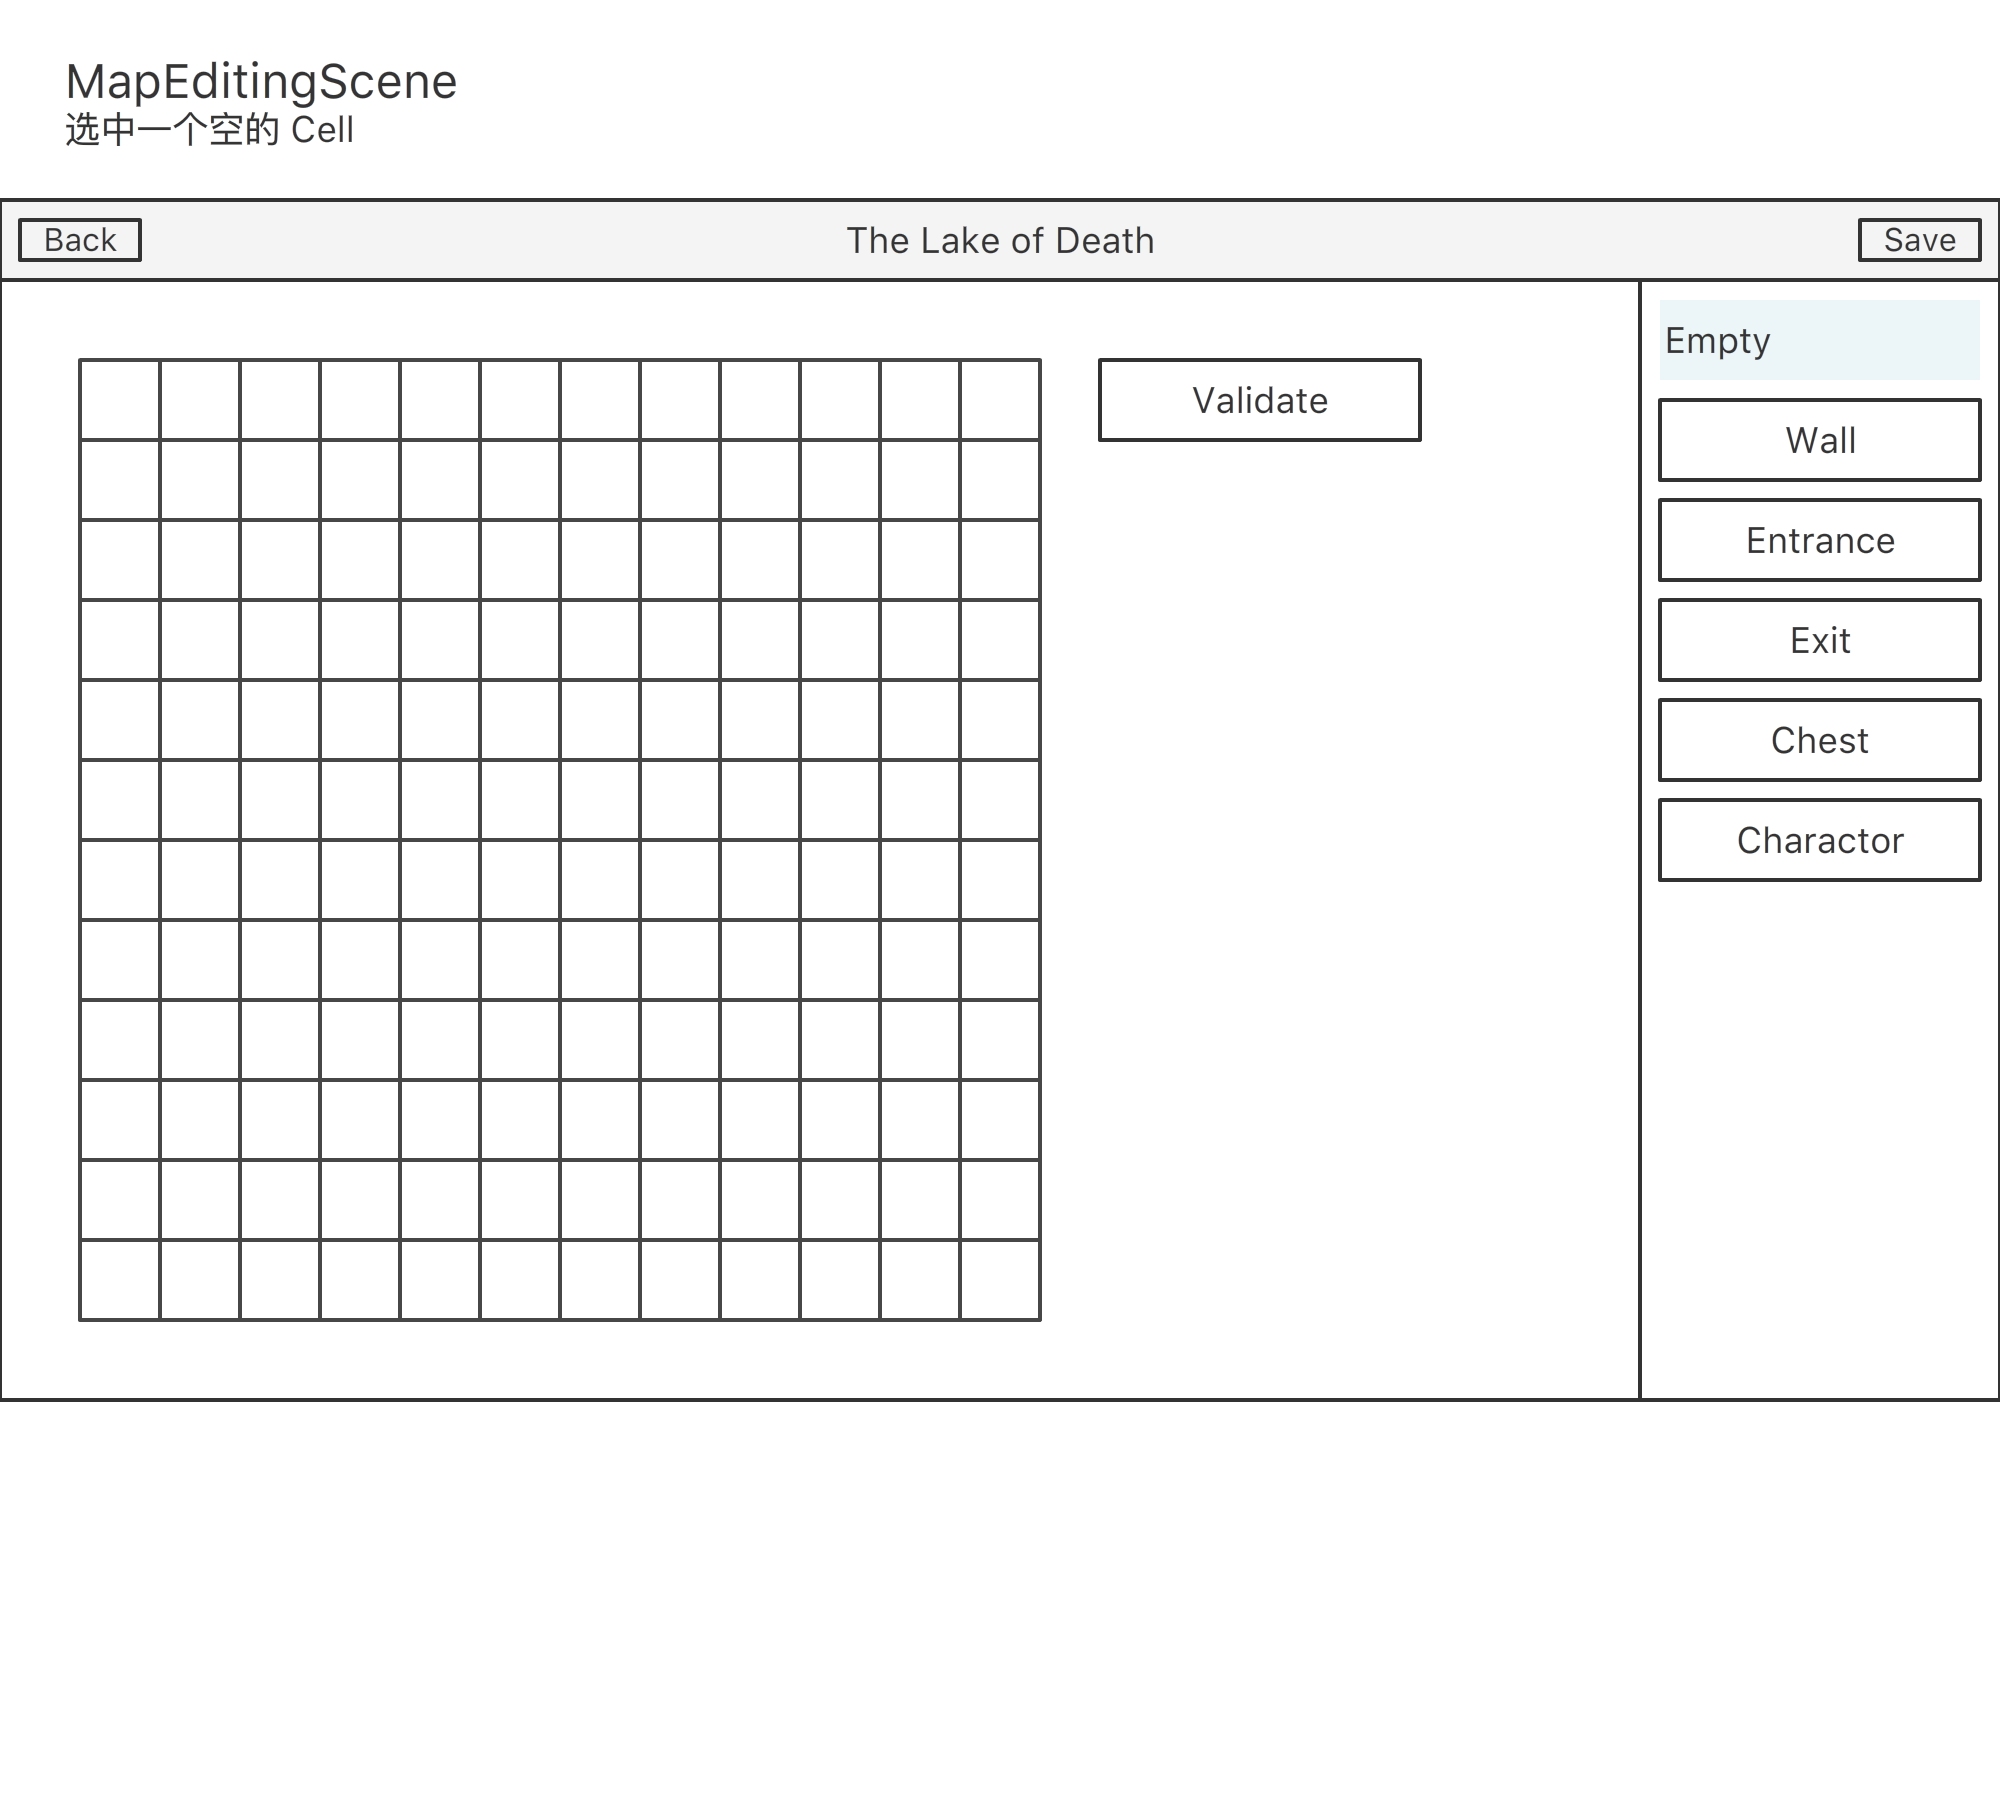 MapEditingScene
选中一个空的 Cell
Back
The Lake of Death
Save
Empty
Validate
Wall
Entrance
Exit
Chest
Charactor